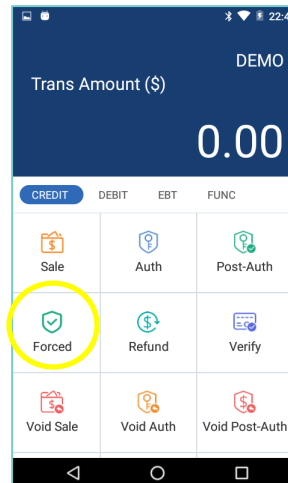 22:4
DEMO
Trans Amount ($)
0.00
CREDIT DEBIT EBT FUNC
Sale Auth Post-Auth
Forced Refund Verify
Void Sale Void Auth Void Post-Auth